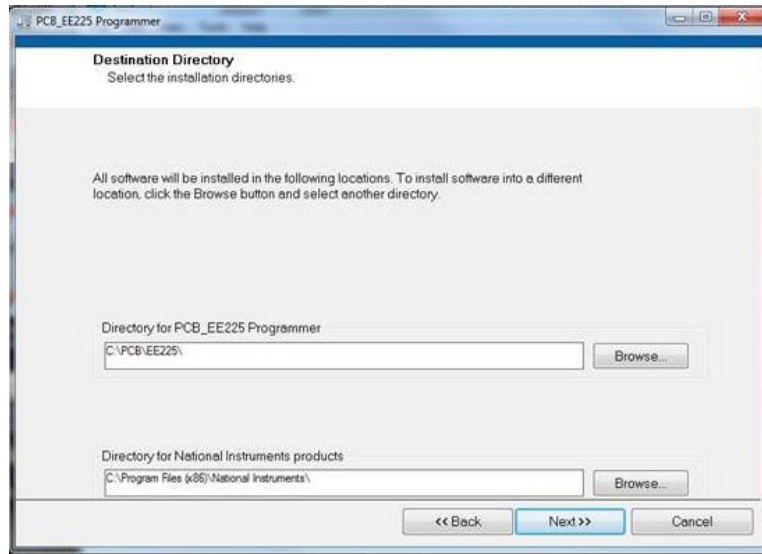 PCB_EE225 Programmer
Destination Directory
Select the installation directories.
All software will be installed in the following locations. To install software into a different
location, click the Browse button and select another directory.
Directory for PCB_EE225 Programmer
C:\PCB\EE225\
Browse...
Directory for National Instruments products
C:\Program Files (x86)\National Instruments\
Browse...
<< Back
Next >>
Cancel